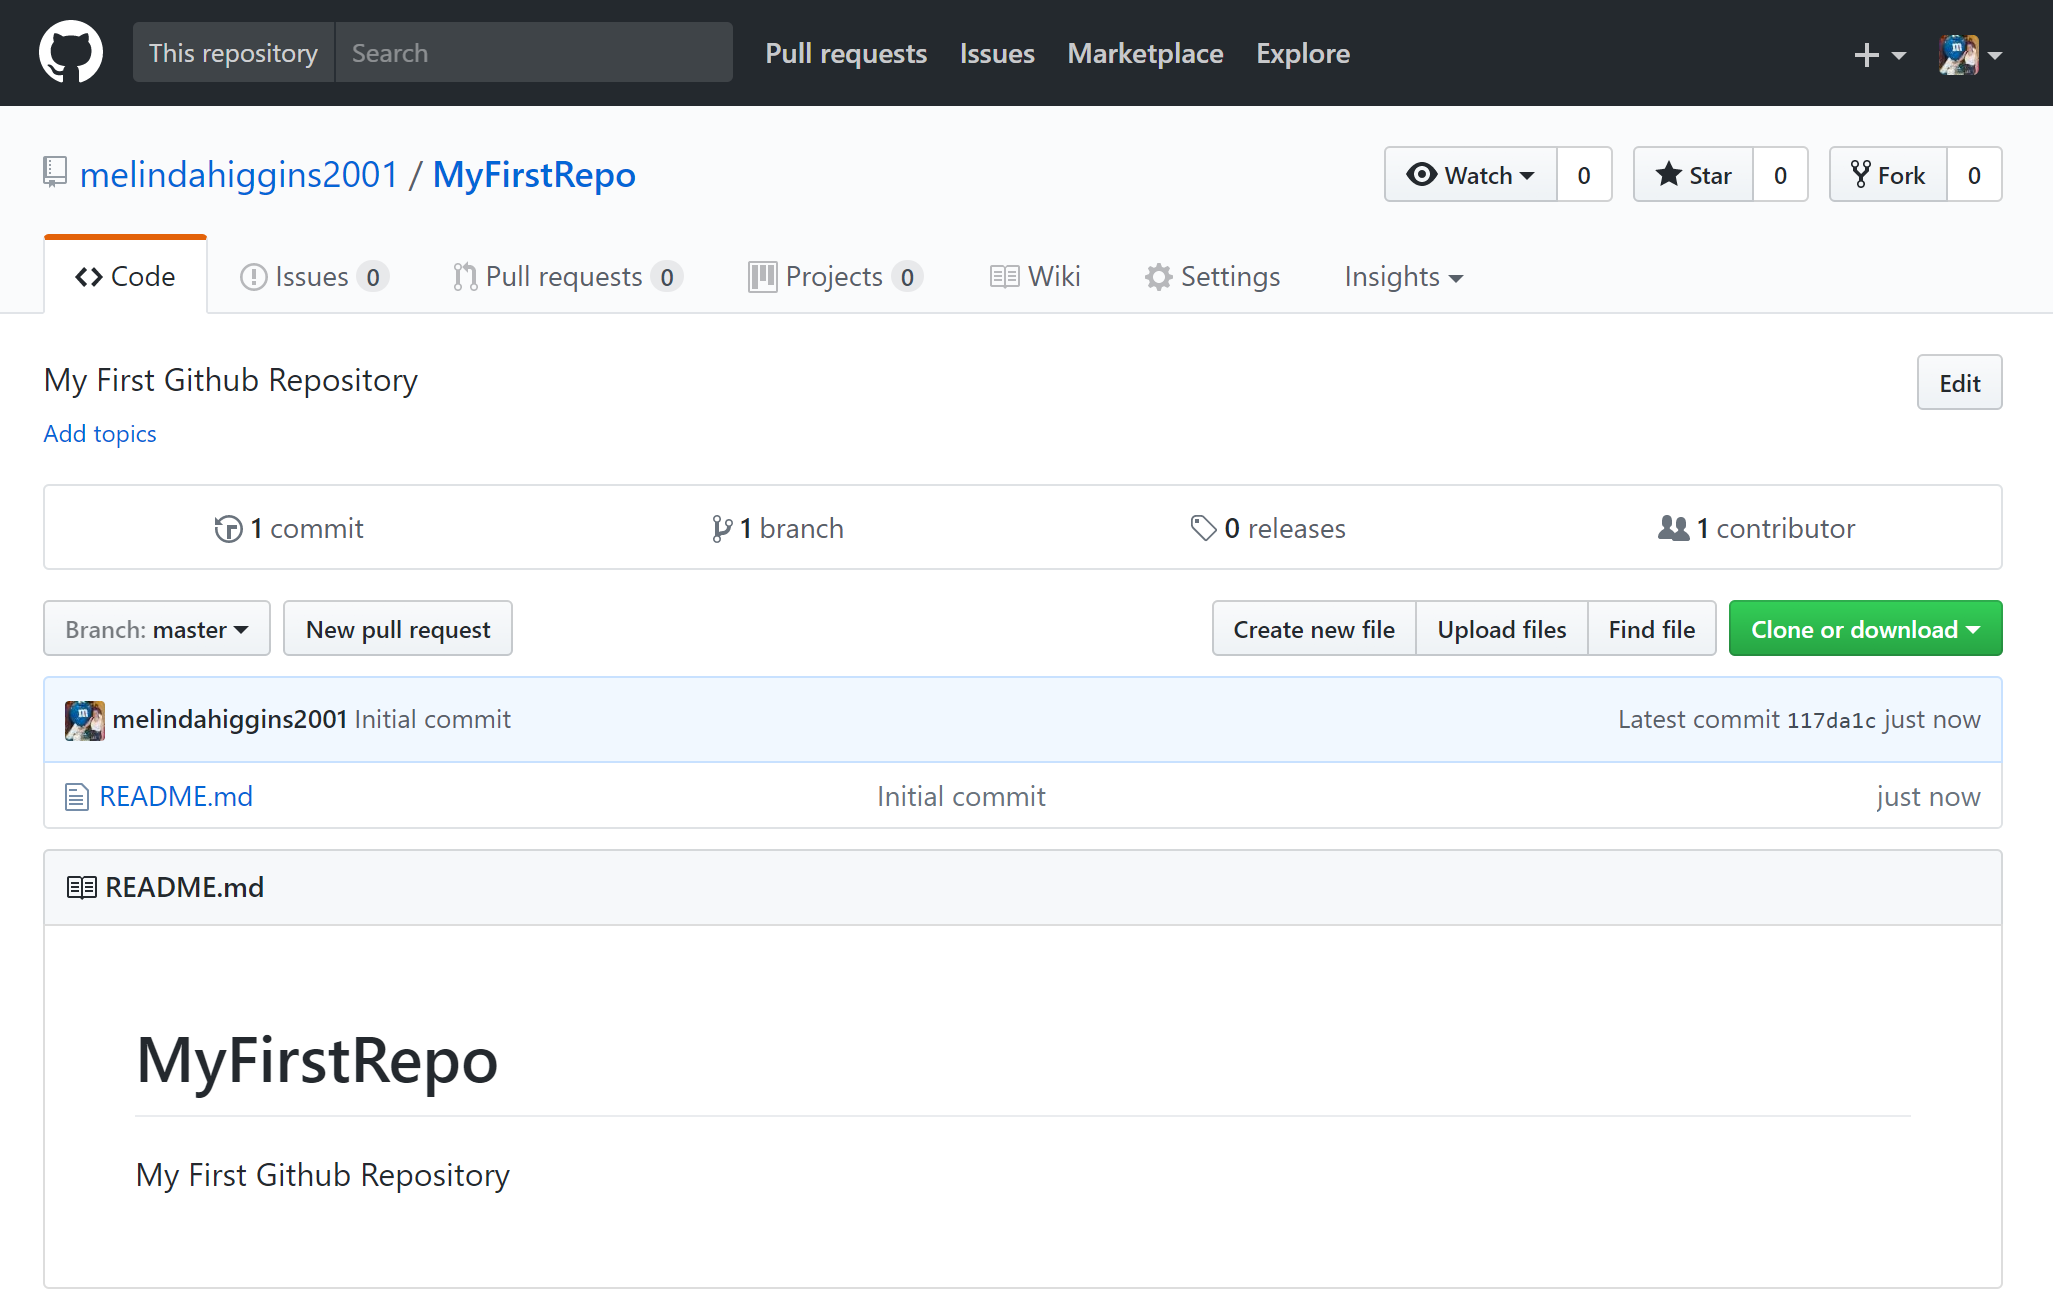 This repository Search Pull requests Issues Marketplace Explore
melindahiggins2001 / MyFirstRepo Watch 0 Star 0 Fork 0
Code Issues 0 Pull requests 0 Projects 0 Wiki Settings Insights
My First Github Repository Edit
Add topics
1 commit 1 branch 0 releases 1 contributor
Branch: master New pull request Create new file Upload files Find file Clone or download
melindahiggins2001 Initial commit Latest commit 117da1c just now
README.md Initial commit just now
README.md
MyFirstRepo
My First Github Repository